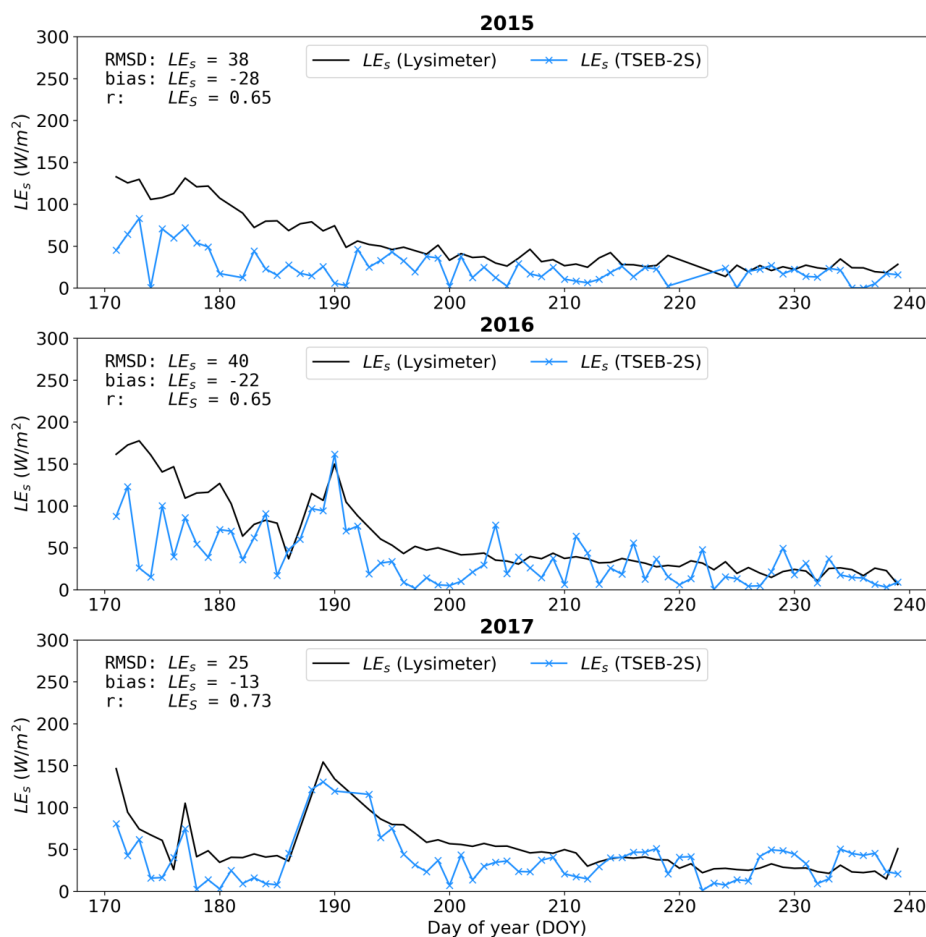 2015
RMSD: LEs = 38
bias: LEs = -28
r: LES = 0.65
LEs (Lysimeter) LEs (TSEB-2S)
LEs (W/m²)
300
250
200
150
100
50
0
170 180 190 200 210 220 230 240
2016
RMSD: LEs = 40
bias: LEs = -22
r: LES = 0.65
LEs (Lysimeter) LEs (TSEB-2S)
LEs (W/m²)
300
250
200
150
100
50
0
170 180 190 200 210 220 230 240
2017
RMSD: LEs = 25
bias: LEs = -13
r: LES = 0.73
LEs (Lysimeter) LEs (TSEB-2S)
LEs (W/m²)
300
250
200
150
100
50
0
170 180 190 200 210 220 230 240
Day of year (DOY)